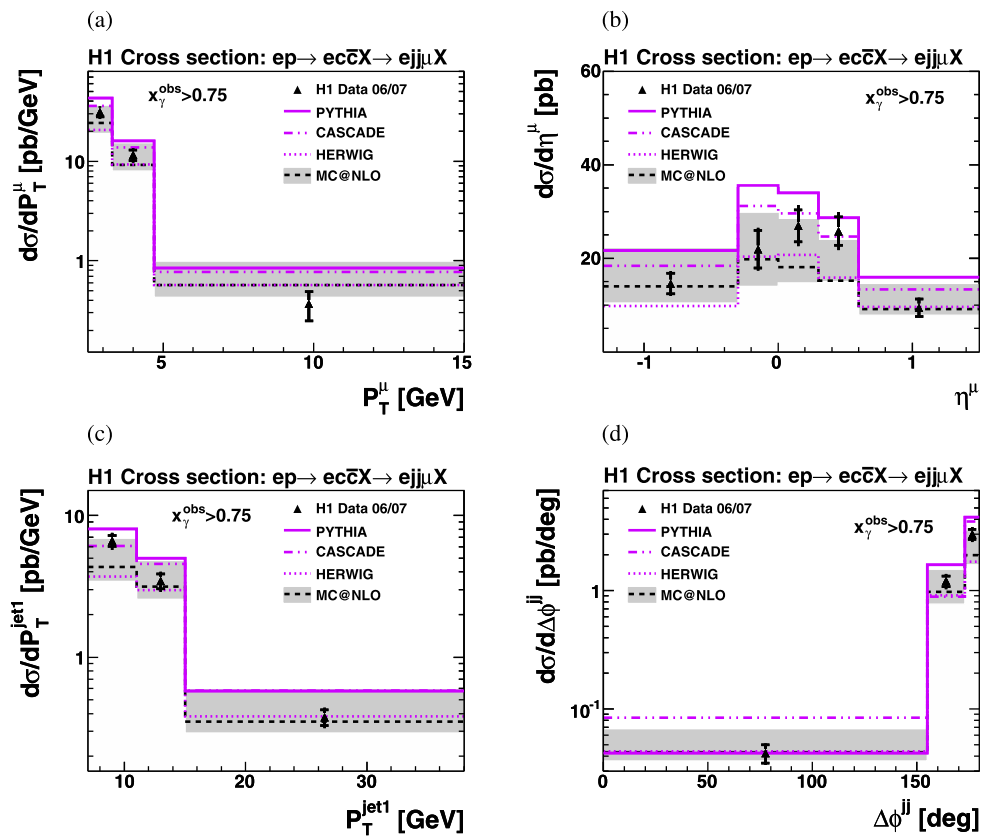 (a)
H1 Cross section: ep→ ecc̅X→ ejjμX
dσ/dP_T^μ [pb/GeV]
x_γ^obs>0.75
H1 Data 06/07
PYTHIA
CASCADE
HERWIG
MC@NLO
10
1
5
10
15
P_T^μ [GeV]
(b)
H1 Cross section: ep→ ecc̅X→ ejjμX
dσ/dη^μ [pb]
H1 Data 06/07
PYTHIA
CASCADE
HERWIG
MC@NLO
x_γ^obs>0.75
60
40
20
-1
0
1
η^μ
(c)
H1 Cross section: ep→ ecc̅X→ ejjμX
dσ/dP_T^jet1 [pb/GeV]
x_γ^obs>0.75
H1 Data 06/07
PYTHIA
CASCADE
HERWIG
MC@NLO
10
1
10
20
30
P_T^jet1 [GeV]
(d)
H1 Cross section: ep→ ecc̅X→ ejjμX
dσ/dΔϕ^jj [pb/deg]
H1 Data 06/07
PYTHIA
CASCADE
HERWIG
MC@NLO
x_γ^obs>0.75
1
10^-1
0
50
100
150
Δϕ^jj [deg]